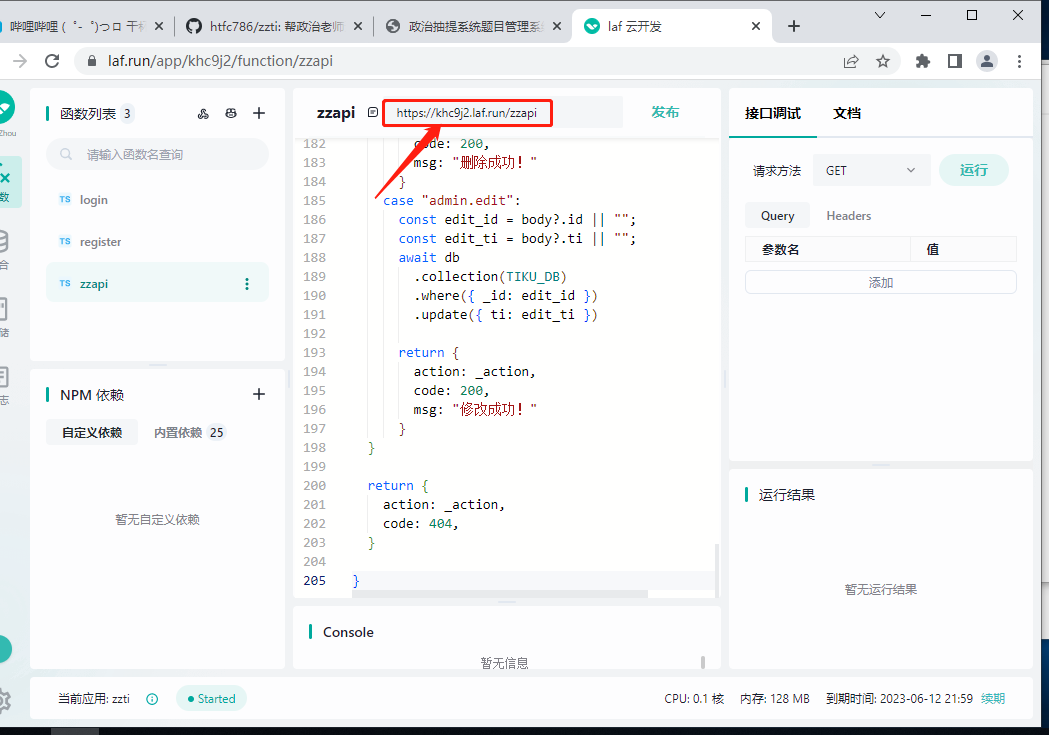 哔哩哔哩 ( ゜- ゜)つロ 干杯
htfc786/zzti: 帮政治老师
政治抽提系统题目管理系统
laf 云开发
laf.run/app/khc9j2/function/zzapi
Zhou
函数列表 3
请输入函数名查询
TS login
TS register
TS zzapi
NPM 依赖
自定义依赖 内置依赖 25
暂无自定义依赖
zzapi https://khc9j2.laf.run/zzapi 发布
182 code: 200,
183 msg: "删除成功！"
184 }
185 case "admin.edit":
186 const edit_id = body?.id || "";
187 const edit_ti = body?.ti || "";
188 await db
189 .collection(TIKU_DB)
190 .where({ _id: edit_id })
191 .update({ ti: edit_ti })
192
193 return {
194 action: _action,
195 code: 200,
196 msg: "修改成功！"
197 }
198 }
199
200 return {
201 action: _action,
202 code: 404,
203 }
204
205 }
Console
暂无信息
接口调试 文档
请求方法 GET 运行
Query Headers
参数名 值
添加
运行结果
暂无运行结果
当前应用: zzti Started
CPU: 0.1 核 内存: 128 MB 到期时间: 2023-06-12 21:59 续期